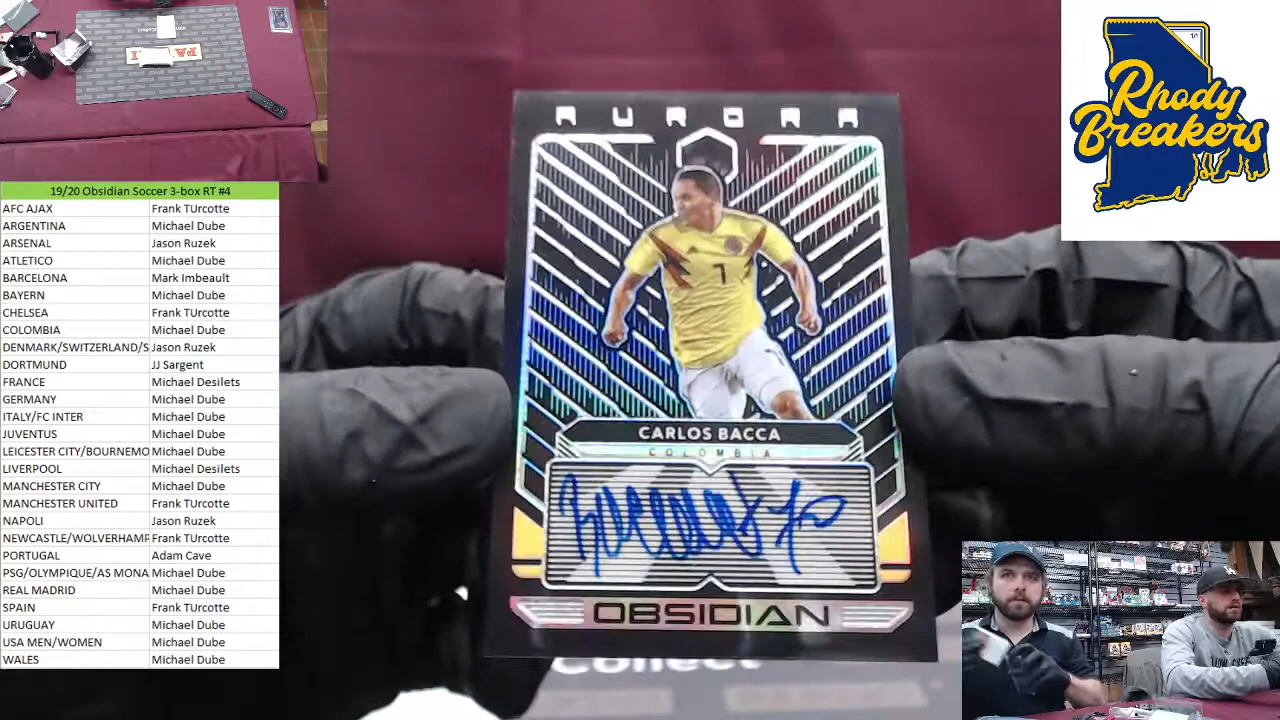 19/20 Obsidian Soccer 3-box RT #4
AFC AJAX Frank TUrcotte
ARGENTINA Michael Dube
ARSENAL Jason Ruzek
ATLETICO Michael Dube
BARCELONA Mark Imbeault
BAYERN Michael Dube
CHELSEA Frank TUrcotte
COLOMBIA Michael Dube
DENMARK/SWITZERLAND/S Jason Ruzek
DORTMUND JJ Sargent
FRANCE Michael Desilets
GERMANY Michael Dube
ITALY/FC INTER Michael Dube
JUVENTUS Michael Dube
LEICESTER CITY/BOURNEMO Michael Dube
LIVERPOOL Michael Desilets
MANCHESTER CITY Michael Dube
MANCHESTER UNITED Frank TUrcotte
NAPOLI Jason Ruzek
NEWCASTLE/WOLVERHAMP Frank TUrcotte
PORTUGAL Adam Cave
PSG/OLYMPIQUE/AS MONA Michael Dube
REAL MADRID Michael Dube
SPAIN Frank TUrcotte
URUGUAY Michael Dube
USA MEN/WOMEN Michael Dube
WALES Michael Dube
AURORA
7
CARLOS BACCA
COLOMBIA
OBSIDIAN
Collect
1/1
Rhody
Breakers